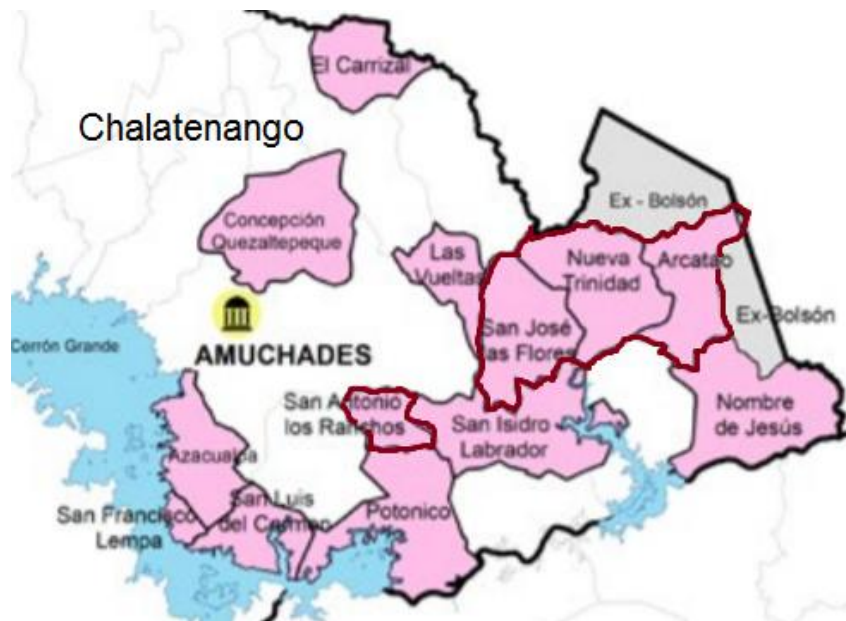 El Carrizal
Chalatenango
Ex - Bolsón
Concepción
Quezaltepeque
Las
Vueltas
Nueva
Trinidad
Arcatao
Ex-Bolsón
San José
Las Flores
Cerrón Grande
AMUCHADES
San Antonio
los Ranchos
San Isidro
Labrador
Nombre
de Jesús
Azacualpa
San Luis
del Carmen
San Francisco
Lempa
Potonico